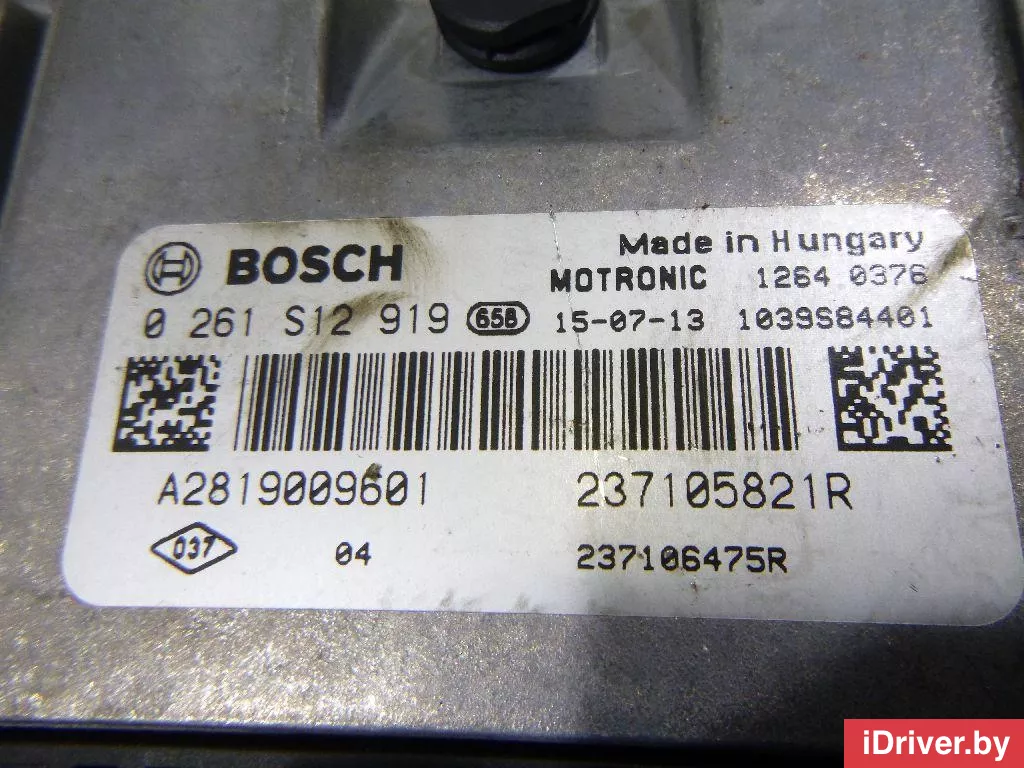 BOSCH
Made in Hungary
MOTRONIC 1264 0376
0 261 S12 919 658 15-07-13 1039S84401
A2819009601 237105821R
037 04 237106475R
iDriver.by